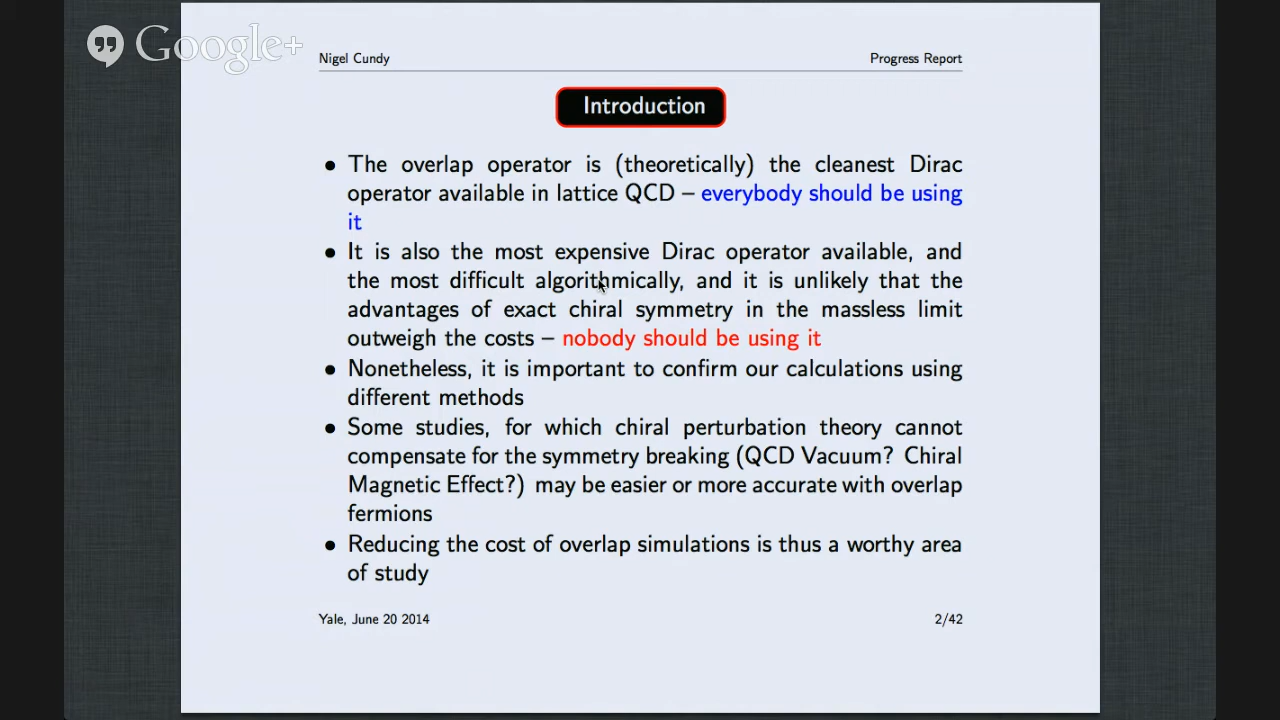 Google+
Nigel Cundy
Progress Report
Introduction
• The overlap operator is (theoretically) the cleanest Dirac
operator available in lattice QCD – everybody should be using
it
• It is also the most expensive Dirac operator available, and
the most difficult algorithmically, and it is unlikely that the
advantages of exact chiral symmetry in the massless limit
outweigh the costs – nobody should be using it
• Nonetheless, it is important to confirm our calculations using
different methods
• Some studies, for which chiral perturbation theory cannot
compensate for the symmetry breaking (QCD Vacuum? Chiral
Magnetic Effect?) may be easier or more accurate with overlap
fermions
• Reducing the cost of overlap simulations is thus a worthy area
of study
Yale, June 20 2014
2/42